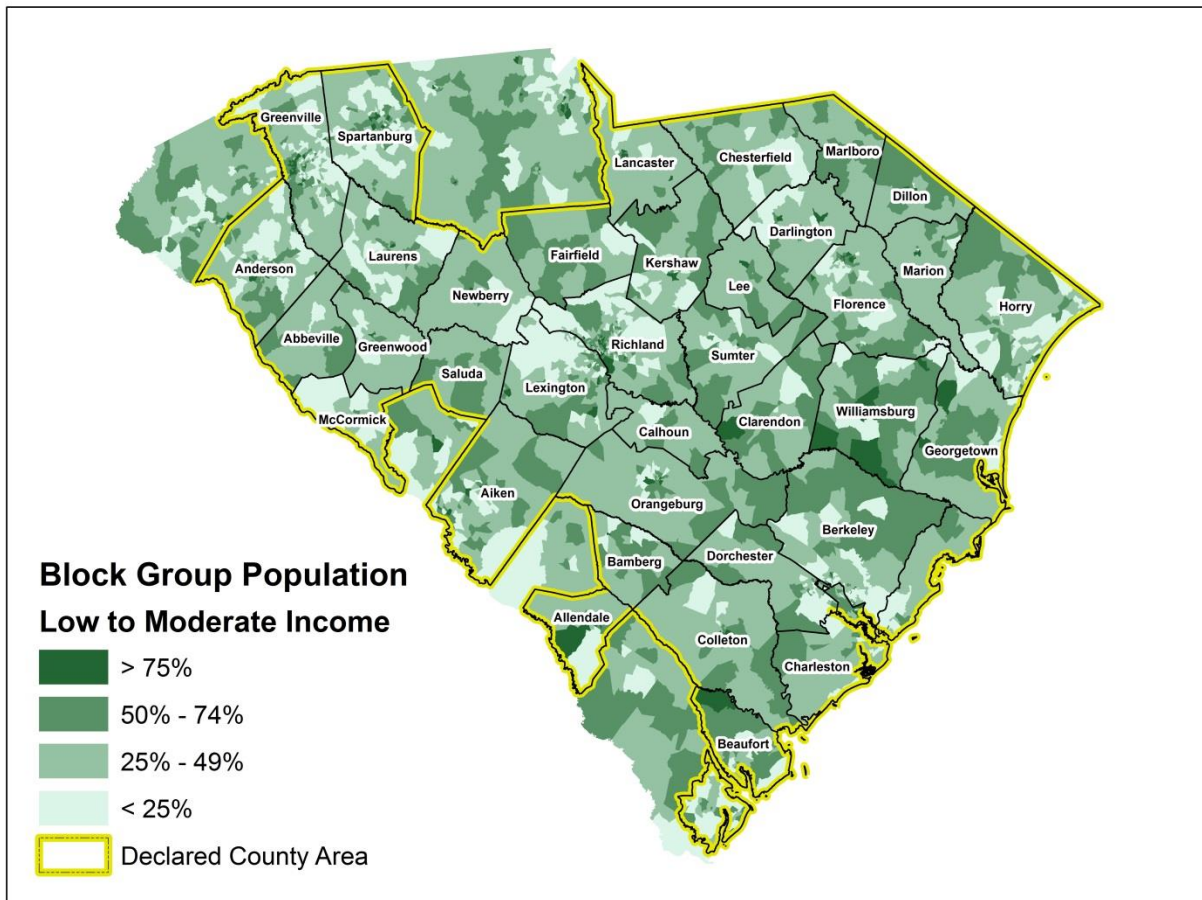 Greenville
Spartanburg
Lancaster
Chesterfield
Marlboro
Dillon
Anderson
Laurens
Fairfield
Kershaw
Darlington
Marion
Newberry
Lee
Florence
Horry
Abbeville
Greenwood
Richland
Sumter
Saluda
Lexington
McCormick
Calhoun
Clarendon
Williamsburg
Georgetown
Aiken
Orangeburg
Berkeley
Bamberg
Dorchester
Allendale
Colleton
Charleston
Beaufort
Block Group Population
Low to Moderate Income
> 75%
50% - 74%
25% - 49%
< 25%
Declared County Area